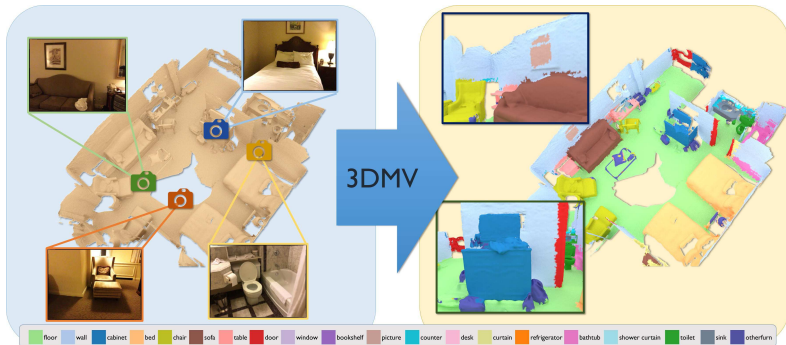 3DMV
floor wall cabinet bed chair sofa table door window bookshelf picture counter desk curtain refrigerator bathtub shower curtain toilet sink otherfurn